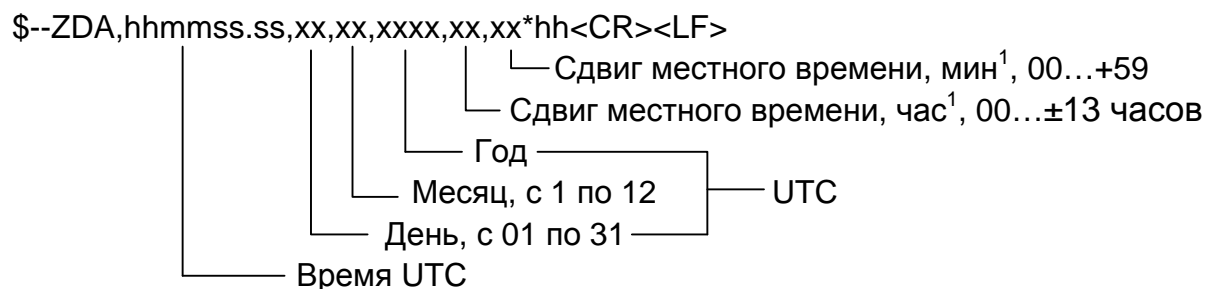 $--ZDA,hhmmss.ss,xx,xx,xxxx,xx,xx*hh<CR><LF>
Сдвиг местного времени, мин¹, 00…+59
Сдвиг местного времени, час¹, 00…±13 часов
Год
Месяц, с 1 по 12
UTC
День, с 01 по 31
Время UTC